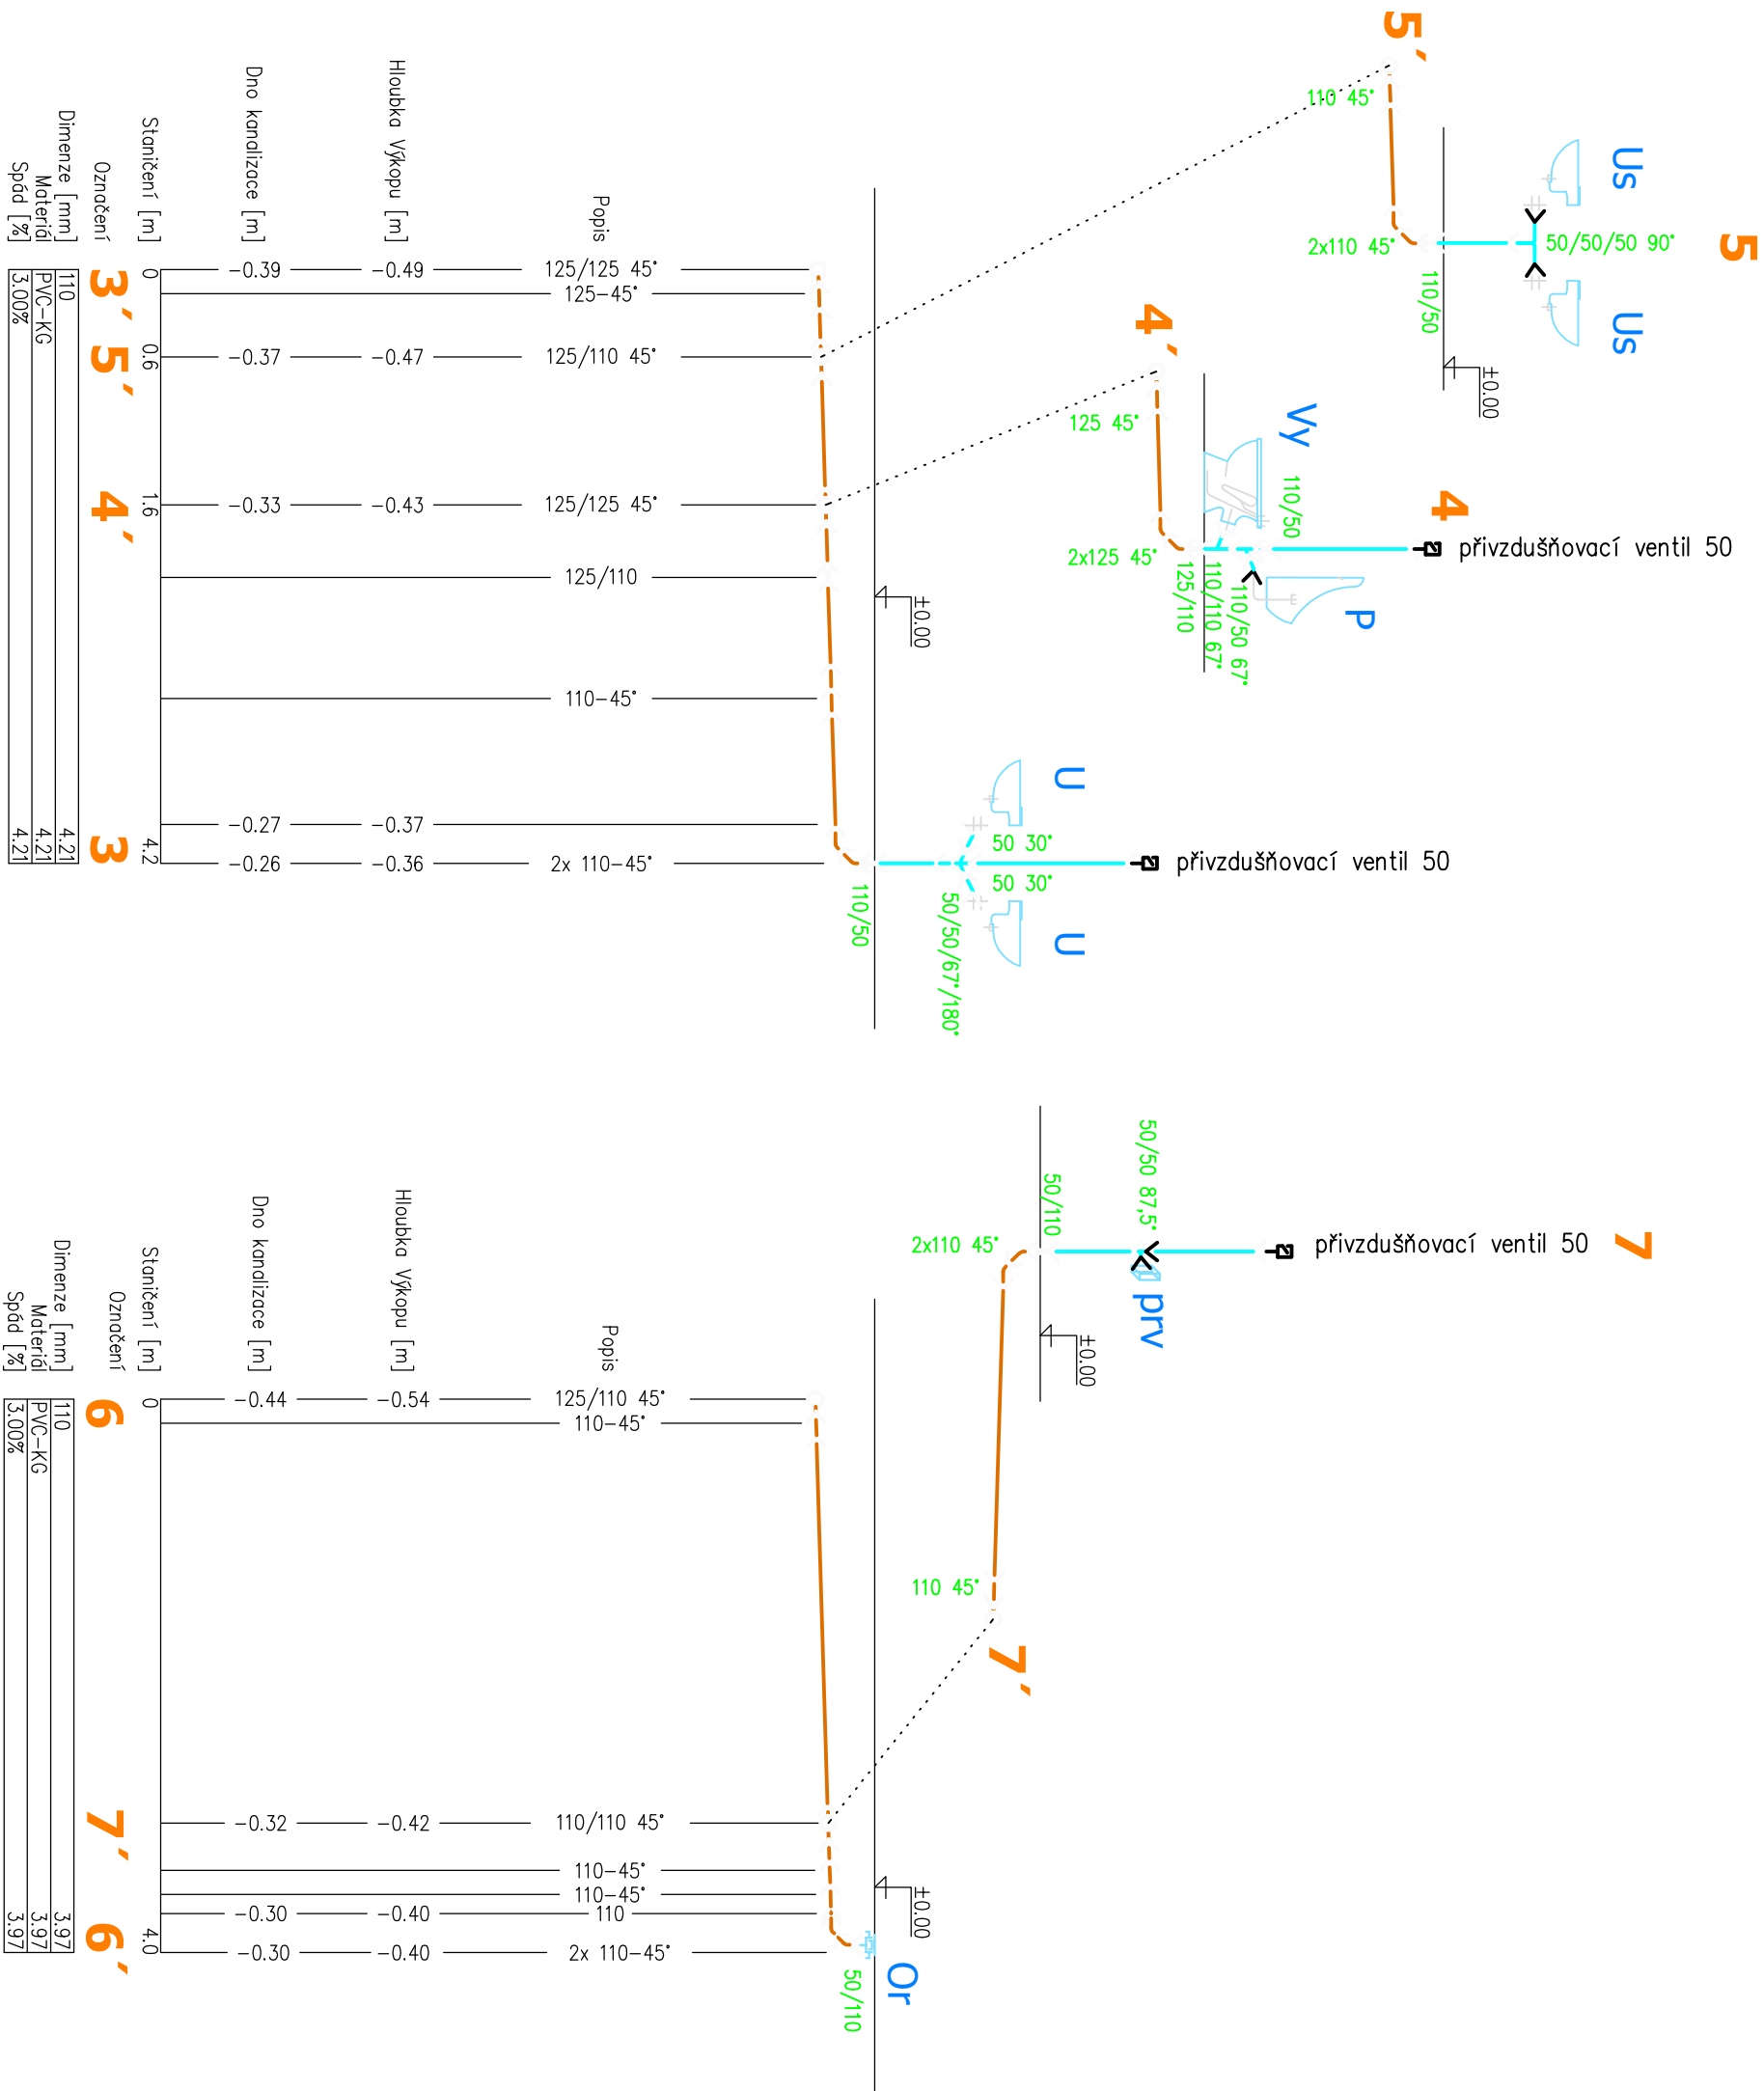 5
5´
110 45°
Us
Us
50/50/50 90°
2x110 45°
110/50
±0.00
4
4´
125 45°
Vy
110/50
přivzdušňovací ventil 50
2x125 45°
125/110
110/110 67°
110/50 67°
P
U
U
50 30°
50 30°
přivzdušňovací ventil 50
110/50
50/50/67°/180°
±0.00
Popis
125/125 45°
125-45°
125/110 45°
125/125 45°
125/110
110-45°
2x 110-45°
Hloubka Výkopu [m]
-0.49
-0.47
-0.43
-0.37
-0.36
Dno kanalizace [m]
-0.39
-0.37
-0.33
-0.27
-0.26
Staničení [m]
0
0.6
1.6
4.2
Označení
3´
5´
4´
3
Dimenze [mm]
110
4.21
Materiál
PVC-KG
4.21
Spád [%]
3.00%
4.21
7
přivzdušňovací ventil 50
50/50 87,5°
50/110
2x110 45°
prv
±0.00
110 45°
7´
±0.00
Or
50/110
Popis
125/110 45°
110-45°
110/110 45°
110-45°
110-45°
110
2x 110-45°
Hloubka Výkopu [m]
-0.54
-0.42
-0.40
-0.40
Dno kanalizace [m]
-0.44
-0.32
-0.30
-0.30
Staničení [m]
0
4.0
Označení
6
7´
6´
Dimenze [mm]
110
3.97
Materiál
PVC-KG
3.97
Spád [%]
3.00%
3.97